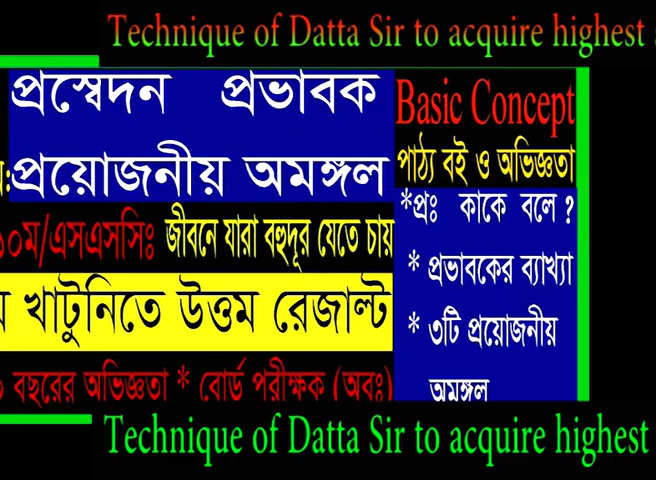 Technique of Datta Sir to acquire highest
প্রস্বেদন প্রভাবক
প্রয়োজনীয় অমঙ্গল
১০ম/এসএসসিঃ জীবনে যারা বহুদূর যেতে চায়
খাটুনিতে উত্তম রেজাল্ট
বছরের অভিজ্ঞতা * বোর্ড পরীক্ষক (অবঃ)
Basic Concept
পাঠ্য বই ও অভিজ্ঞতা
*প্রঃ কাকে বলে ?
* প্রভাবকের ব্যাখ্যা
* ৩টি প্রয়োজনীয়
অমঙ্গল
Technique of Datta Sir to acquire highest